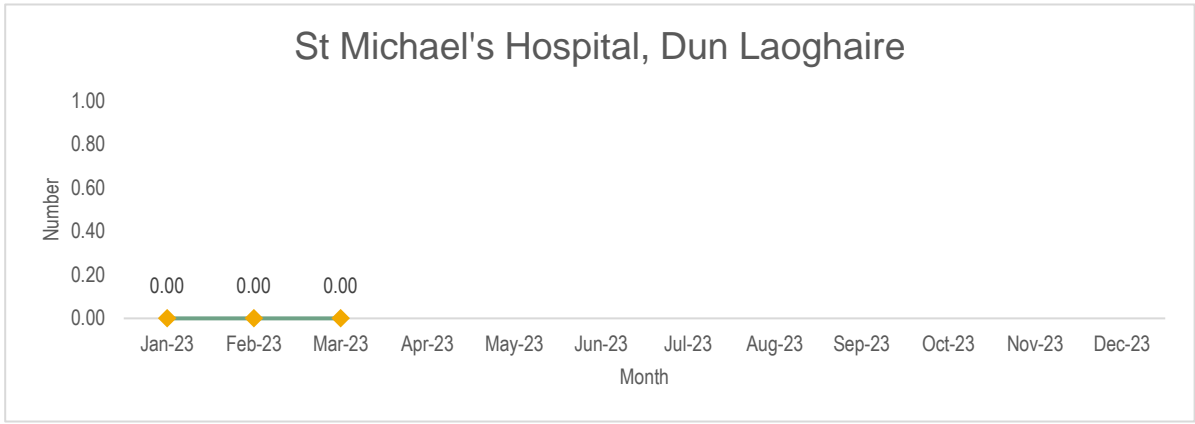 St Michael's Hospital, Dun Laoghaire
1.00
0.80
0.60
0.40
0.20
0.00
Number
0.00 0.00 0.00
Jan-23 Feb-23 Mar-23 Apr-23 May-23 Jun-23 Jul-23 Aug-23 Sep-23 Oct-23 Nov-23 Dec-23
Month